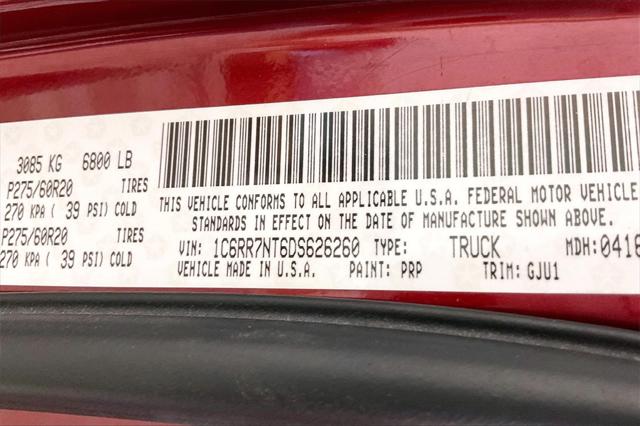 3085 KG 6800 LB
P275/60R20 TIRES
270 KPA ( 39 PSI) COLD
P275/60R20 TIRES
270 KPA ( 39 PSI) COLD
THIS VEHICLE CONFORMS TO ALL APPLICABLE U.S.A. FEDERAL MOTOR VEHICLE
STANDARDS IN EFFECT ON THE DATE OF MANUFACTURE SHOWN ABOVE.
VIN: 1C6RR7NT6DS626260 TYPE: TRUCK MDH: 0416
VEHICLE MADE IN U.S.A. PAINT: PRP TRIM: GJU1